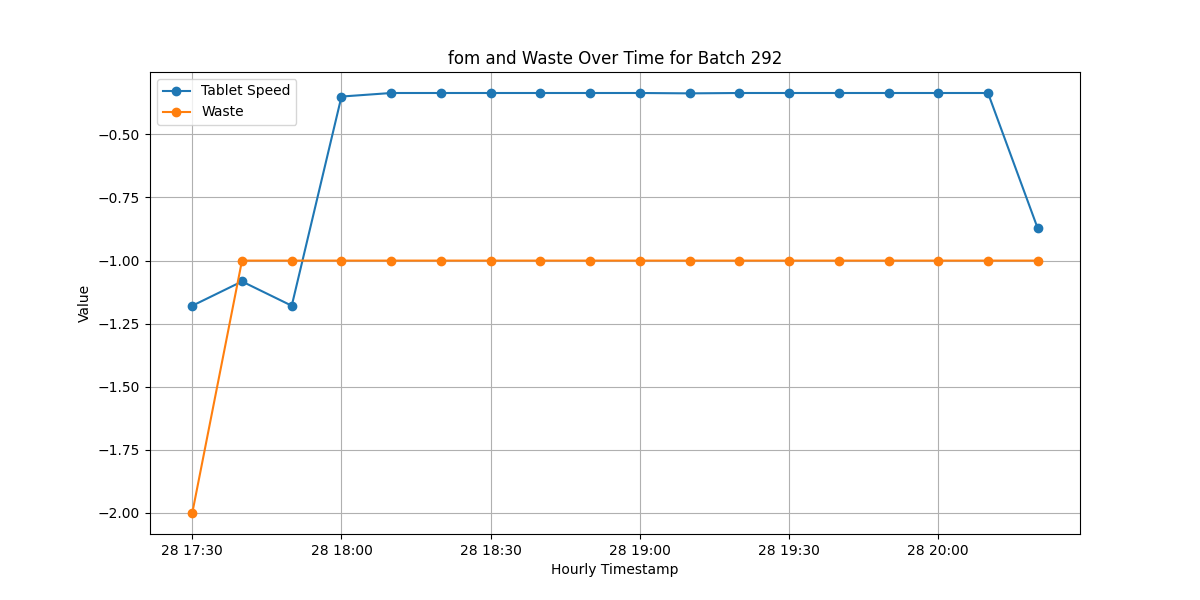 fom and Waste Over Time for Batch 292
Tablet Speed
Waste
−0.50
−0.75
−1.00
−1.25
−1.50
−1.75
−2.00
Value
28 17:30
28 18:00
28 18:30
28 19:00
28 19:30
28 20:00
Hourly Timestamp